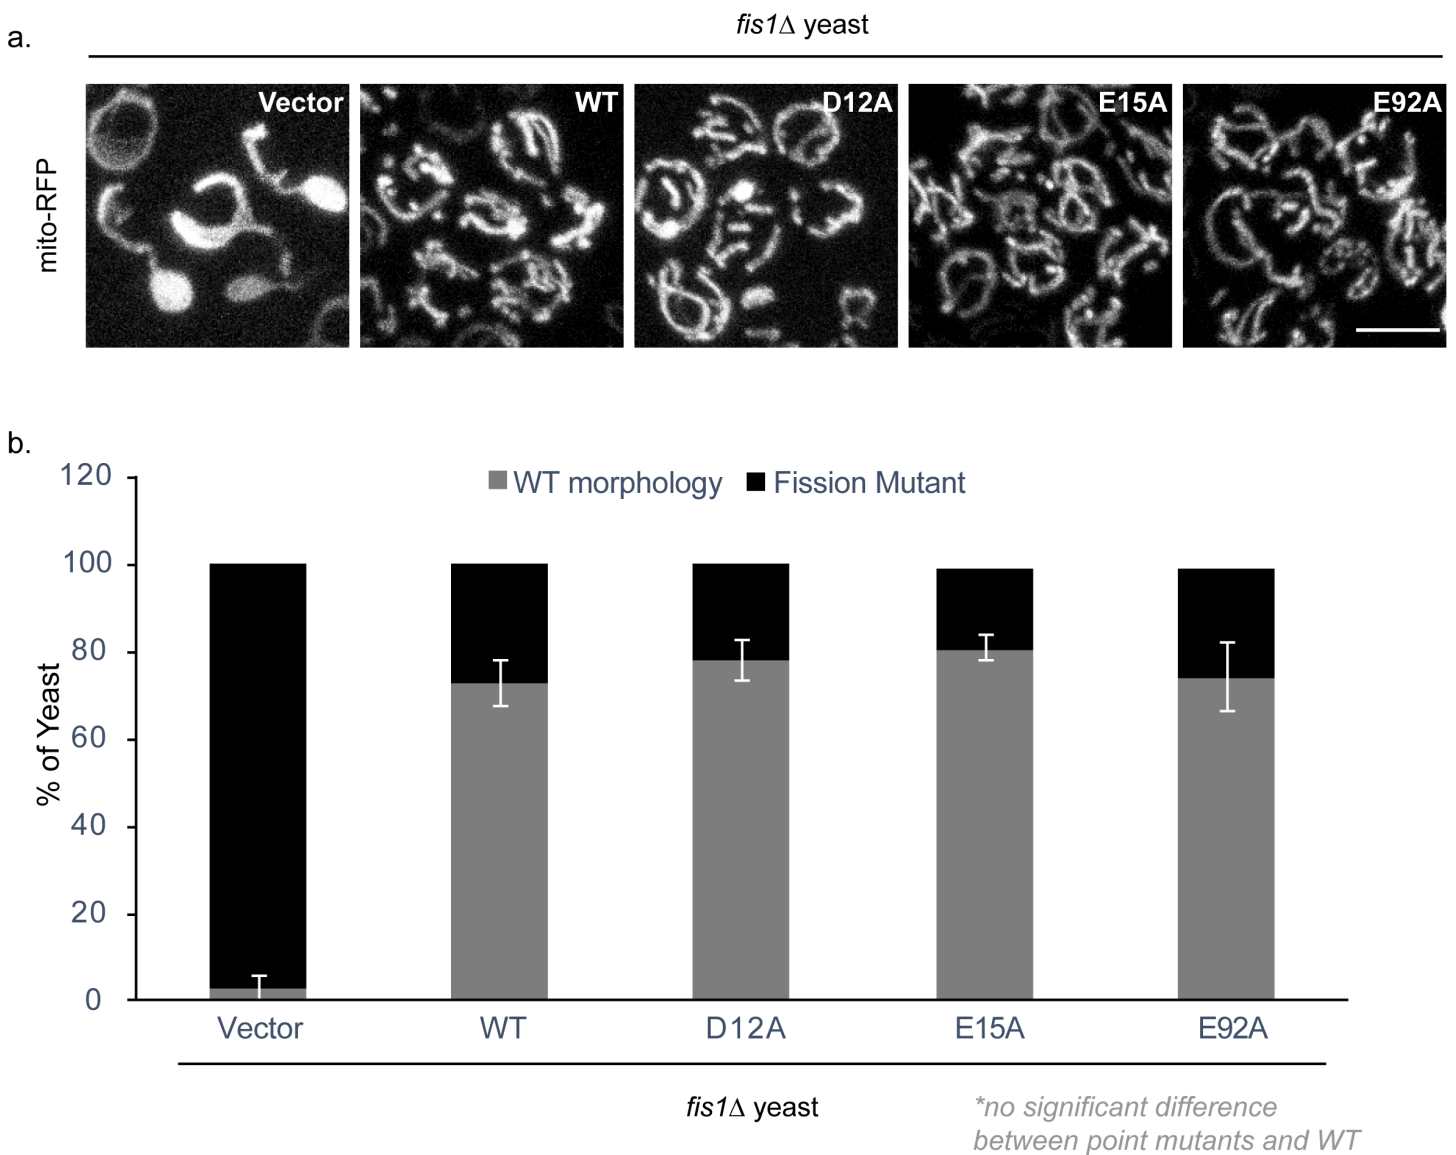 a.
fis1Δ yeast
mito-RFP
Vector
WT
D12A
E15A
E92A
b.
WT morphology
Fission Mutant
% of Yeast
120
100
80
60
40
20
0
Vector
WT
D12A
E15A
E92A
fis1Δ yeast
*no significant difference
between point mutants and WT